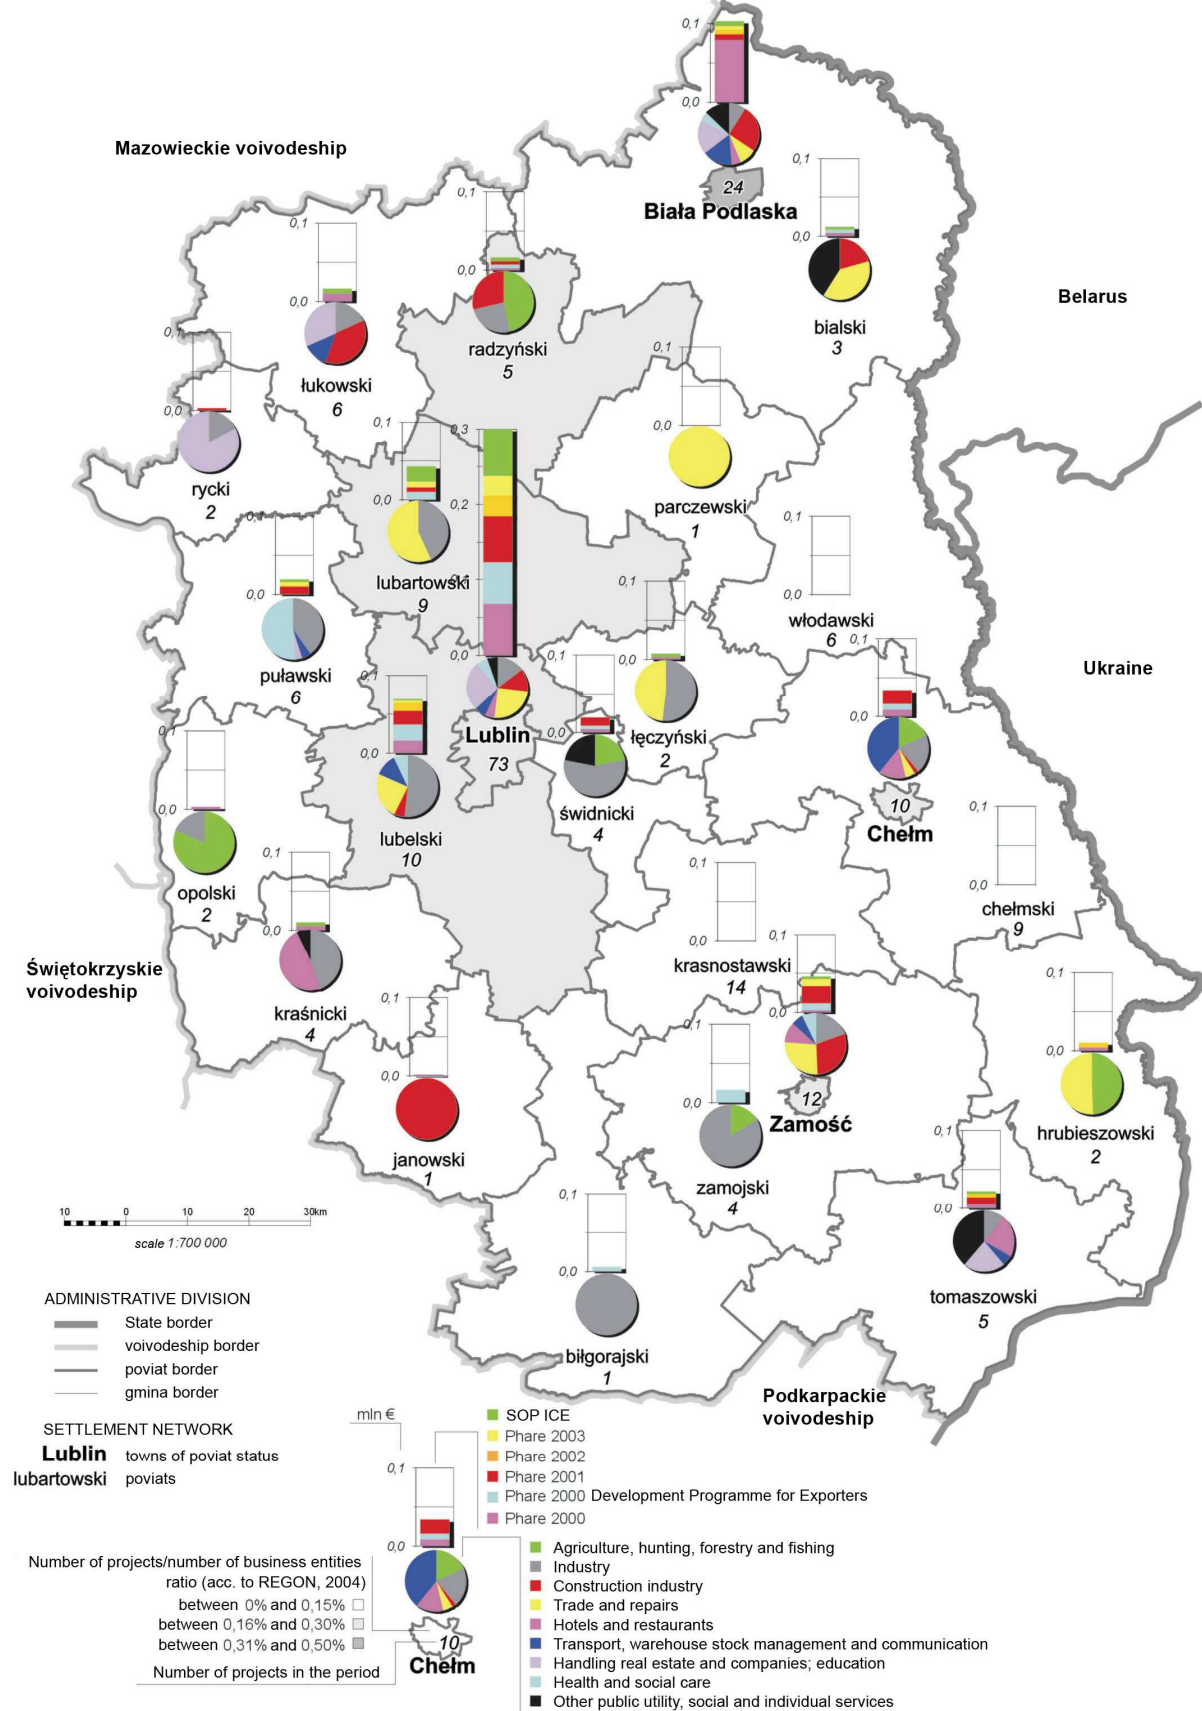 0,1
0,0
24
Biała Podlaska
Mazowieckie voivodeship
0,1
0,0
bialski
3
0,1
0,0
radzyński
5
0,1
0,0
łukowski
6
Belarus
0,1
0,0
rycki
2
0,1
0,0
parczewski
1
0,1
0,0
lubartowski
9
0,3
0,2
0,1
0,0
Lublin
73
0,1
0,0
puławski
6
0,1
0,0
włodawski
6
Ukraine
0,1
0,0
łęczyński
2
0,1
0,0
świdnicki
4
0,1
0,0
lubelski
10
0,1
0,0
10
Chełm
0,1
0,0
opolski
2
0,1
0,0
chełmski
9
0,1
0,0
krasnostawski
14
0,1
0,0
kraśnicki
4
Świętokrzyskie
voivodeship
0,1
0,0
12
Zamość
0,1
0,0
hrubieszowski
2
0,1
0,0
janowski
1
0,1
0,0
zamojski
4
0,1
0,0
tomaszowski
5
0,1
0,0
biłgorajski
1
Podkarpackie
voivodeship
10 0 10 20 30km
scale 1:700 000
ADMINISTRATIVE DIVISION
State border
voivodeship border
poviat border
gmina border
SETTLEMENT NETWORK
Lublin towns of poviat status
lubartowski poviats
mln €
0,1
0,0
SOP ICE
Phare 2003
Phare 2002
Phare 2001
Phare 2000 Development Programme for Exporters
Phare 2000
Number of projects/number of business entities
ratio (acc. to REGON, 2004)
between 0% and 0,15%
between 0,16% and 0,30%
between 0,31% and 0,50%
Number of projects in the period
10
Chełm
Agriculture, hunting, forestry and fishing
Industry
Construction industry
Trade and repairs
Hotels and restaurants
Transport, warehouse stock management and communication
Handling real estate and companies; education
Health and social care
Other public utility, social and individual services